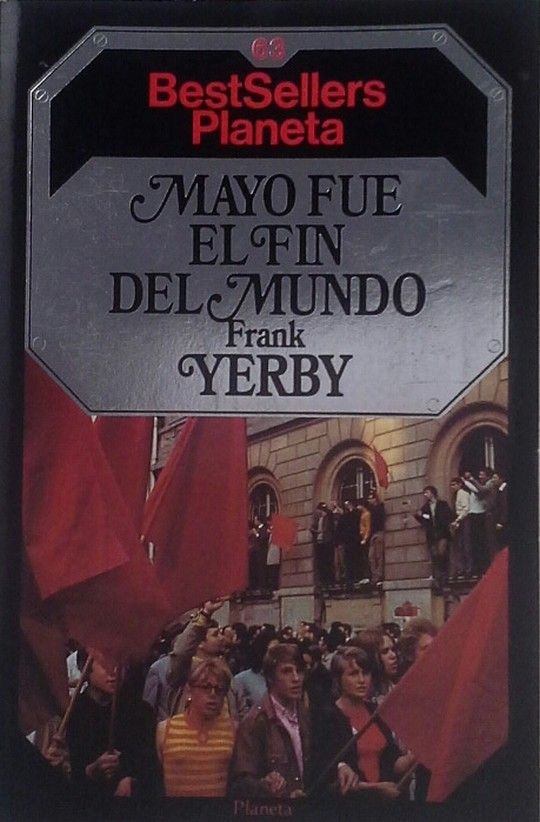 63
BestSellers
Planeta
MAYO FUE
EL FIN
DEL MUNDO
Frank
YERBY
Planeta